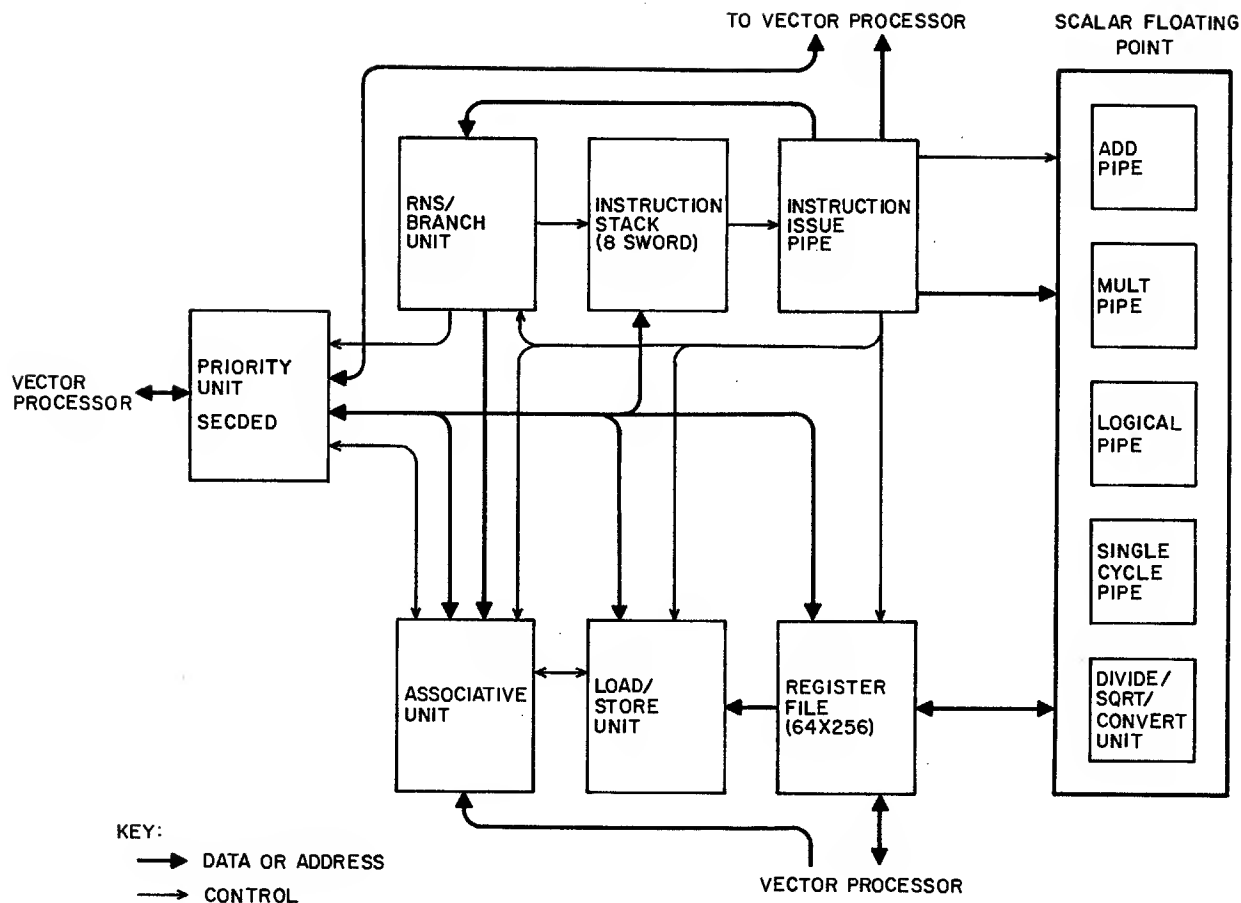 TO VECTOR PROCESSOR
SCALAR FLOATING
POINT
RNS/
BRANCH
UNIT
INSTRUCTION
STACK
(8 SWORD)
INSTRUCTION
ISSUE
PIPE
ADD
PIPE
MULT
PIPE
LOGICAL
PIPE
SINGLE
CYCLE
PIPE
DIVIDE/
SQRT/
CONVERT
UNIT
VECTOR
PROCESSOR
PRIORITY
UNIT
SECDED
ASSOCIATIVE
UNIT
LOAD/
STORE
UNIT
REGISTER
FILE
(64X256)
KEY:
DATA OR ADDRESS
CONTROL
VECTOR PROCESSOR